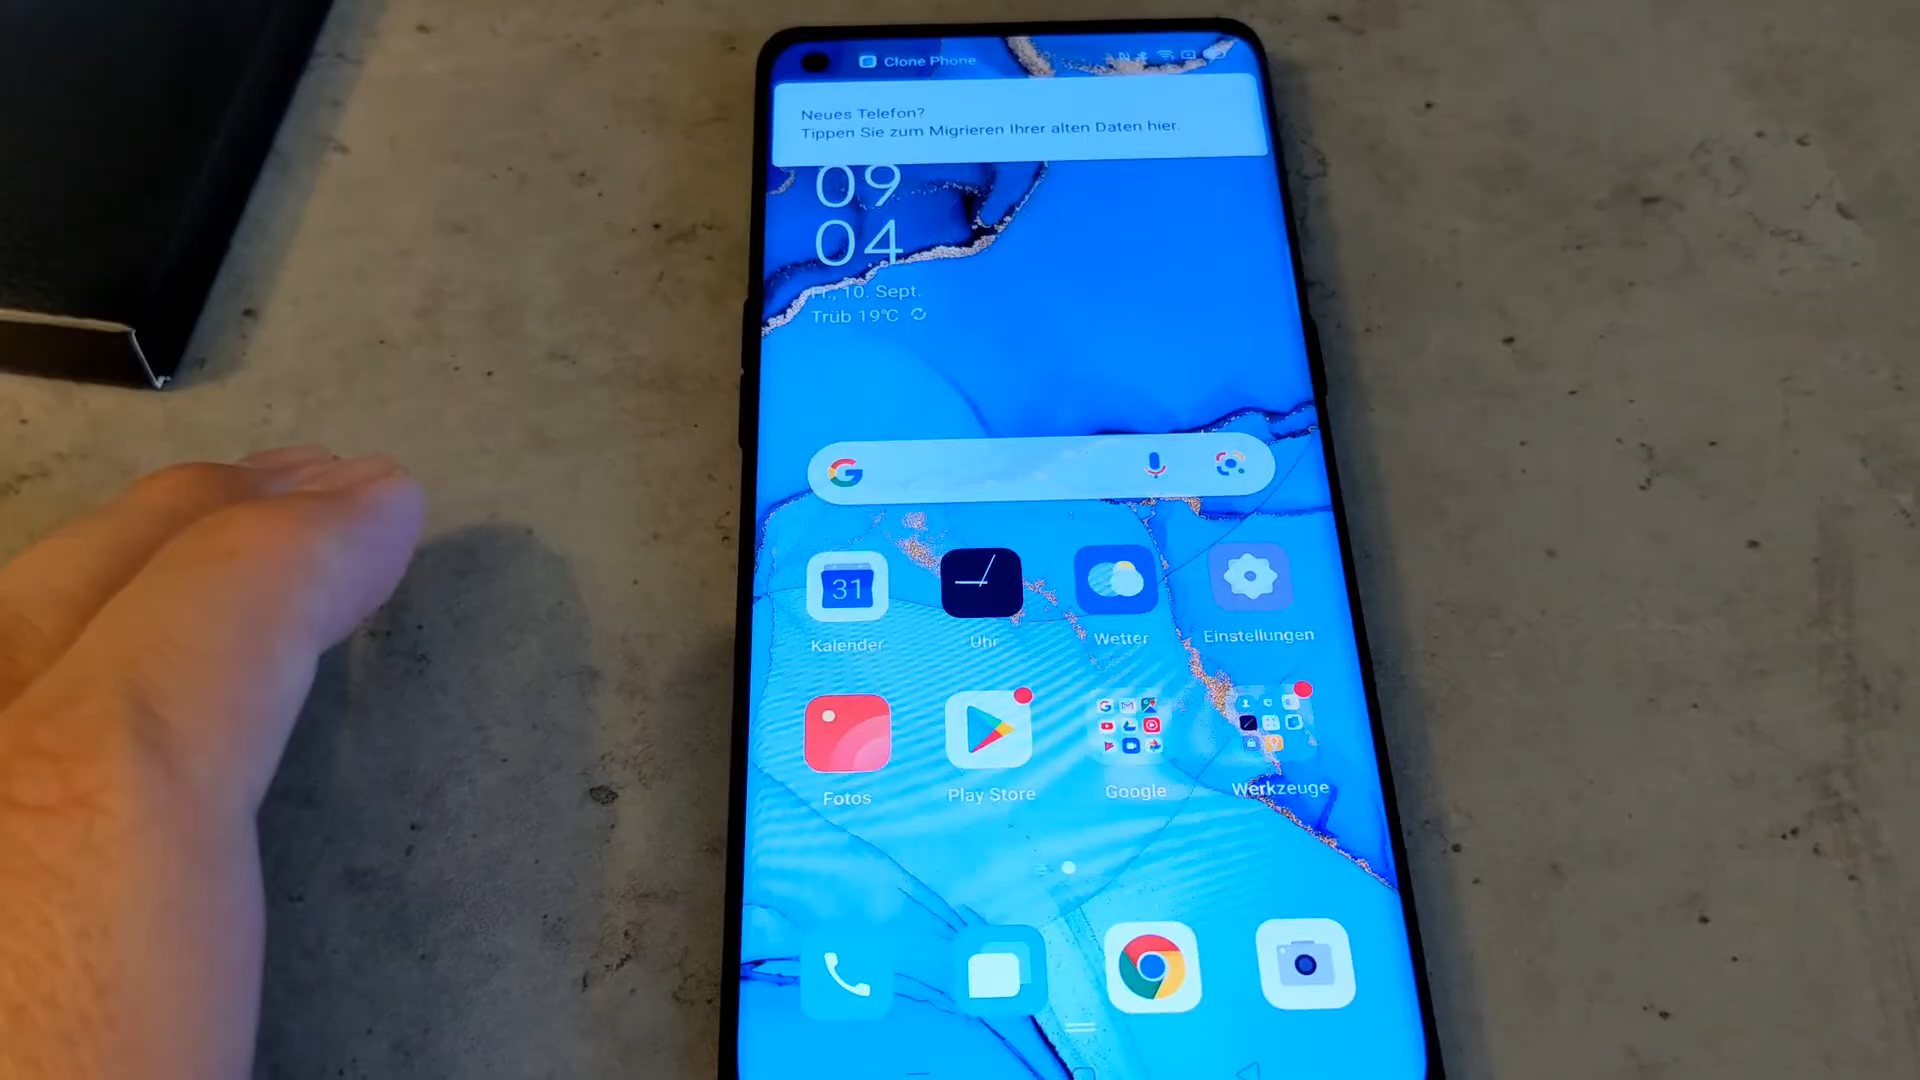 Clone Phone
Neues Telefon?
Tippen Sie zum Migrieren Ihrer alten Daten hier.
09
04
Fr., 10. Sept.
Trüb 19°C
31
Kalender
Uhr
Wetter
Einstellungen
Fotos
Play Store
Google
Werkzeuge